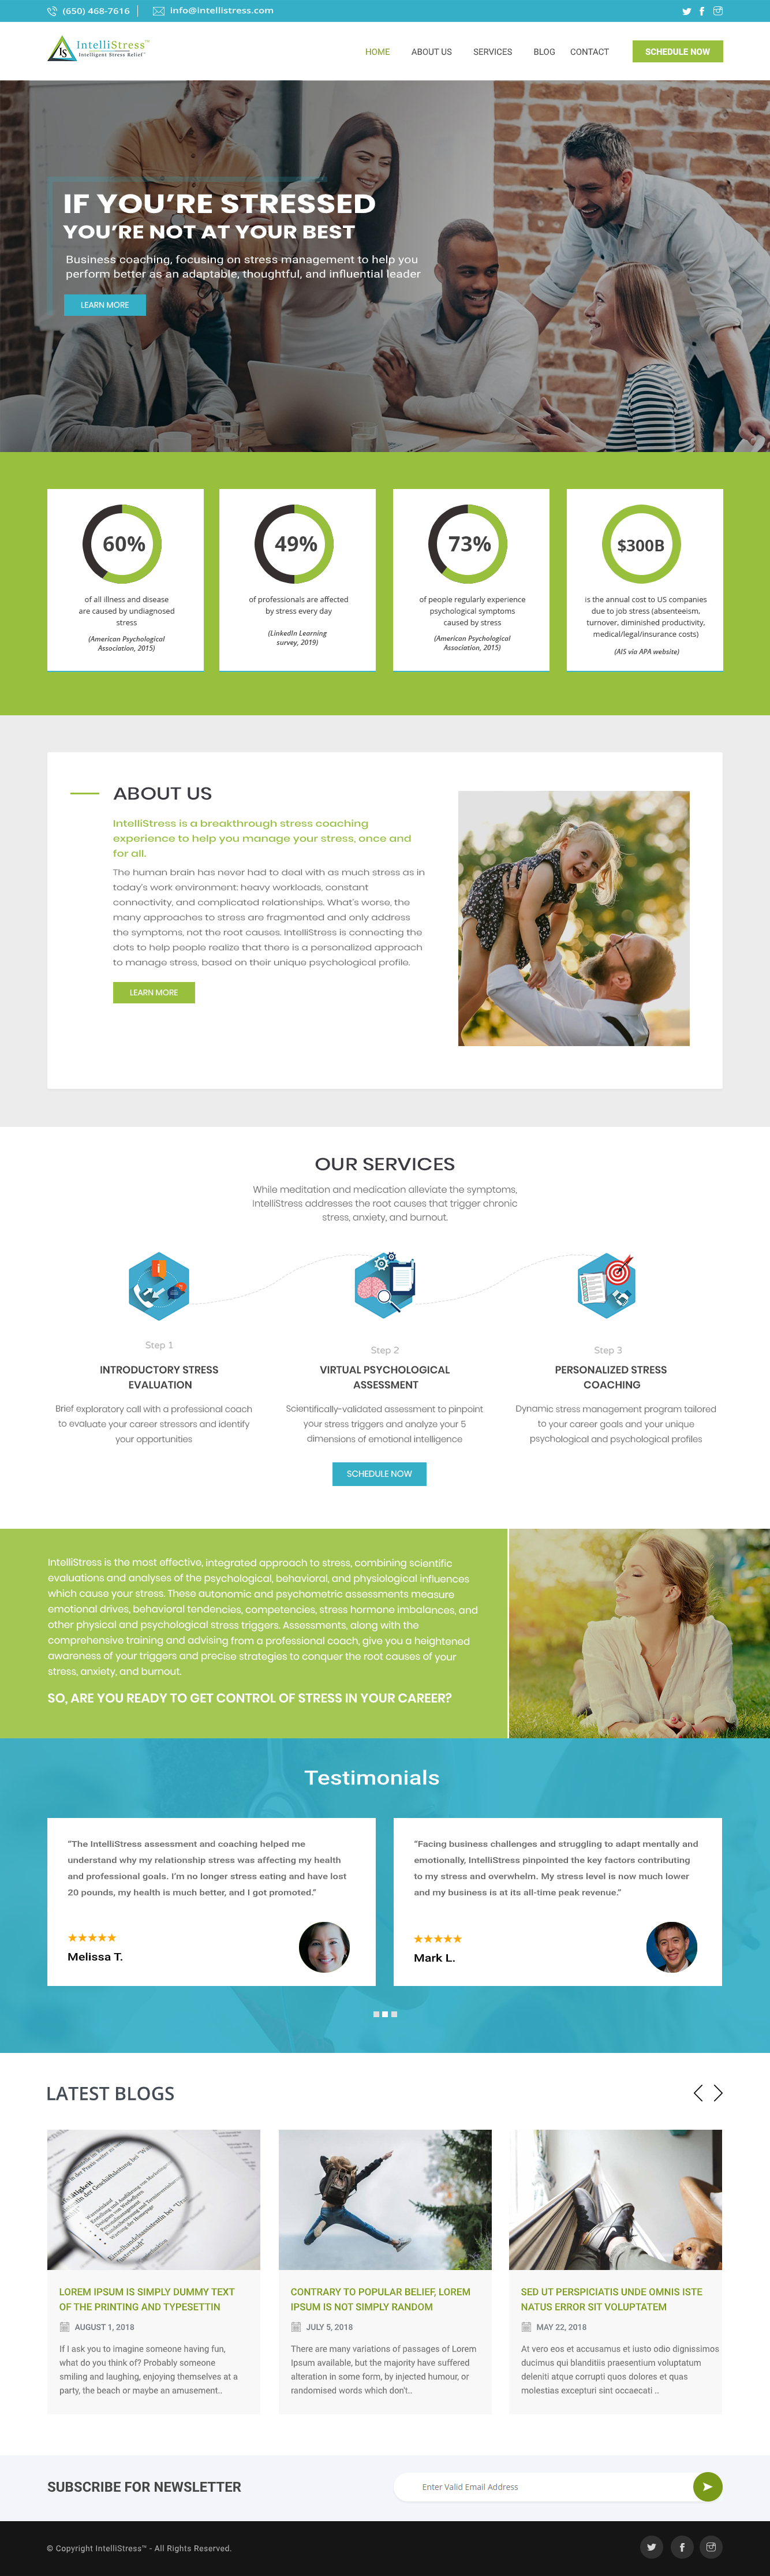 (650) 468-7616
info@intellistress.com
IS IntelliStress™
Intelligent Stress Relief
HOME ABOUT US SERVICES BLOG CONTACT SCHEDULE NOW
IF YOU'RE STRESSED
YOU'RE NOT AT YOUR BEST
Business coaching, focusing on stress management to help you
perform better as an adaptable, thoughtful, and influential leader
LEARN MORE
60%
of all illness and disease
are caused by undiagnosed
stress
(American Psychological
Association, 2015)
49%
of professionals are affected
by stress every day
(LinkedIn Learning
survey, 2019)
73%
of people regularly experience
psychological symptoms
caused by stress
(American Psychological
Association, 2015)
$300B
is the annual cost to US companies
due to job stress (absenteeism,
turnover, diminished productivity,
medical/legal/insurance costs)
(AIS via APA website)
ABOUT US
IntelliStress is a breakthrough stress coaching
experience to help you manage your stress, once and
for all.
The human brain has never had to deal with as much stress as in
today's work environment: heavy workloads, constant
connectivity, and complicated relationships. What's worse, the
many approaches to stress are fragmented and only address
the symptoms, not the root causes. IntelliStress is connecting the
dots to help people realize that there is a personalized approach
to manage stress, based on their unique psychological profile.
LEARN MORE
OUR SERVICES
While meditation and medication alleviate the symptoms,
IntelliStress addresses the root causes that trigger chronic
stress, anxiety, and burnout.
Step 1
INTRODUCTORY STRESS
EVALUATION
Brief exploratory call with a professional coach
to evaluate your career stressors and identify
your opportunities
Step 2
VIRTUAL PSYCHOLOGICAL
ASSESSMENT
Scientifically-validated assessment to pinpoint
your stress triggers and analyze your 5
dimensions of emotional intelligence
Step 3
PERSONALIZED STRESS
COACHING
Dynamic stress management program tailored
to your career goals and your unique
psychological and psychological profiles
SCHEDULE NOW
IntelliStress is the most effective, integrated approach to stress, combining scientific
evaluations and analyses of the psychological, behavioral, and physiological influences
which cause your stress. These autonomic and psychometric assessments measure
emotional drives, behavioral tendencies, competencies, stress hormone imbalances, and
other physical and psychological stress triggers. Assessments, along with the
comprehensive training and advising from a professional coach, give you a heightened
awareness of your triggers and precise strategies to conquer the root causes of your
stress, anxiety, and burnout.
SO, ARE YOU READY TO GET CONTROL OF STRESS IN YOUR CAREER?
Testimonials
"The IntelliStress assessment and coaching helped me
understand why my relationship stress was affecting my health
and professional goals. I'm no longer stress eating and have lost
20 pounds, my health is much better, and I got promoted."
Melissa T.
"Facing business challenges and struggling to adapt mentally and
emotionally, IntelliStress pinpointed the key factors contributing
to my stress and overwhelm. My stress level is now much lower
and my business is at its all-time peak revenue."
Mark L.
LATEST BLOGS
LOREM IPSUM IS SIMPLY DUMMY TEXT
OF THE PRINTING AND TYPESETTIN
AUGUST 1, 2018
If I ask you to imagine someone having fun,
what do you think of? Probably someone
smiling and laughing, enjoying themselves at a
party, the beach or maybe an amusement..
CONTRARY TO POPULAR BELIEF, LOREM
IPSUM IS NOT SIMPLY RANDOM
JULY 5, 2018
There are many variations of passages of Lorem
Ipsum available, but the majority have suffered
alteration in some form, by injected humour, or
randomised words which don't..
SED UT PERSPICIATIS UNDE OMNIS ISTE
NATUS ERROR SIT VOLUPTATEM
MAY 22, 2018
At vero eos et accusamus et iusto odio dignissimos
ducimus qui blanditiis praesentium voluptatum
deleniti atque corrupti quos dolores et quas
molestias excepturi sint occaecati ..
SUBSCRIBE FOR NEWSLETTER
Enter Valid Email Address
© Copyright IntelliStress™ - All Rights Reserved.